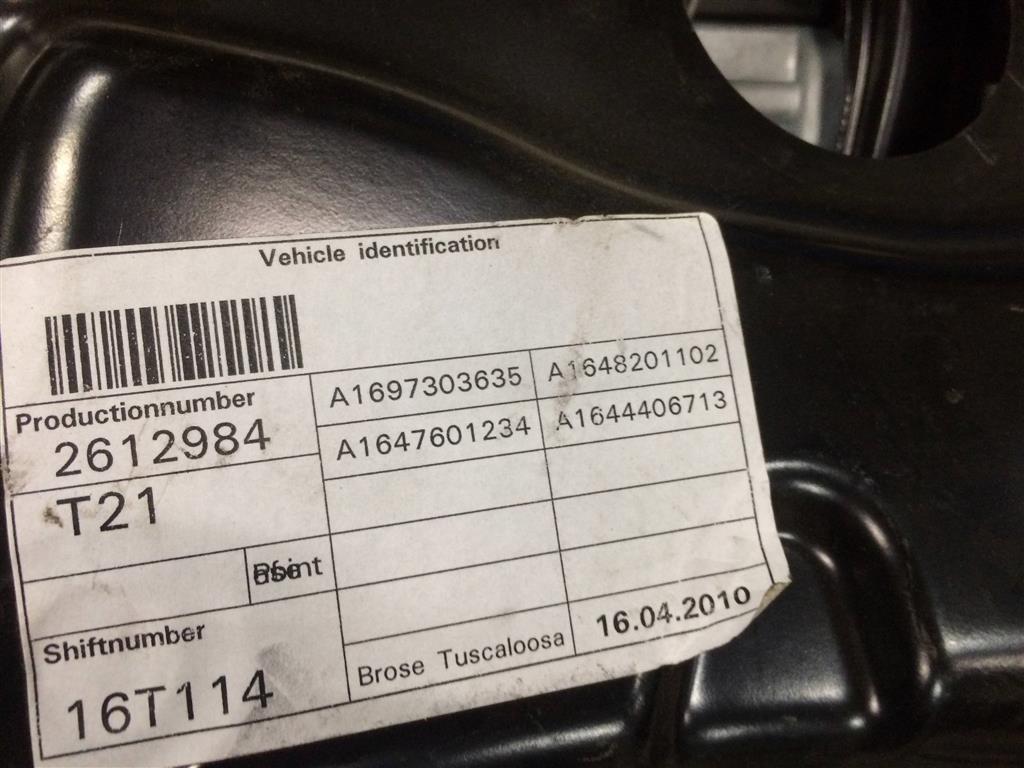 Vehicle identification
Productionnumber
2612984
A1697303635 A1648201102
A1647601234 A1644406713
T21
Shiftnumber
16T114
Brose Tuscaloosa
16.04.2010